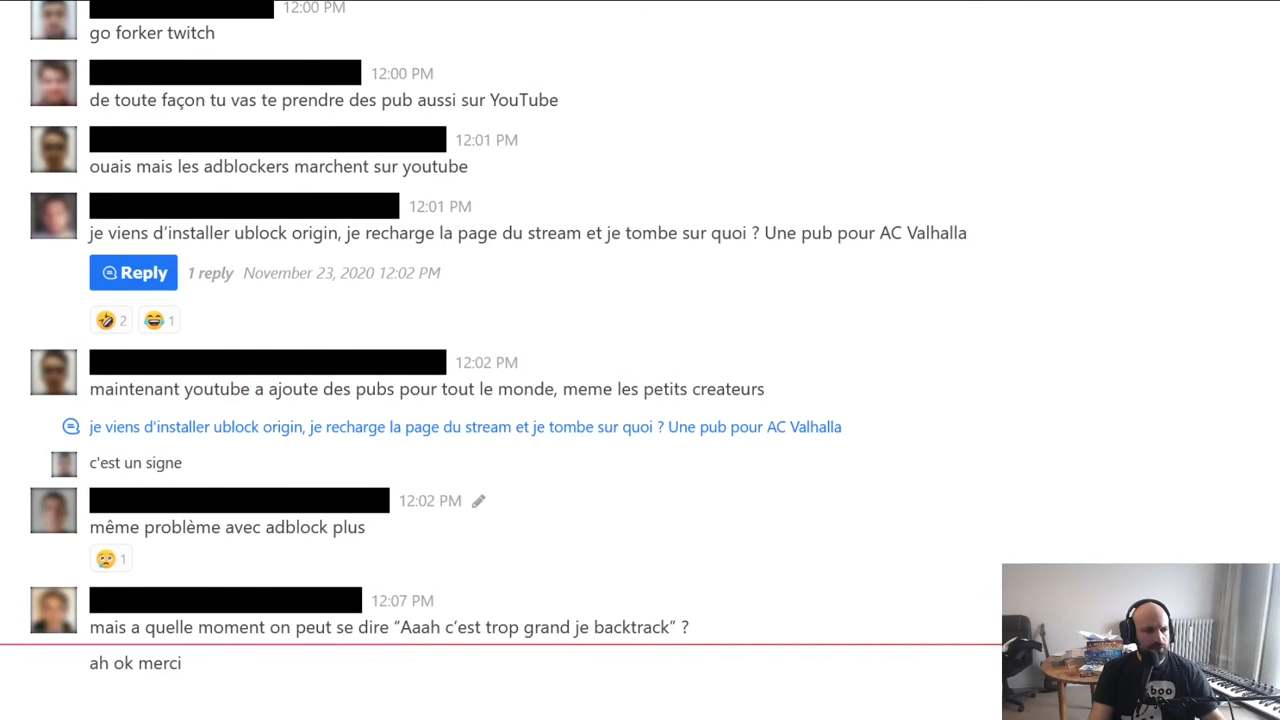 12:00 PM
go forker twitch
12:00 PM
de toute façon tu vas te prendre des pub aussi sur YouTube
12:01 PM
ouais mais les adblockers marchent sur youtube
12:01 PM
je viens d'installer ublock origin, je recharge la page du stream et je tombe sur quoi ? Une pub pour AC Valhalla
Reply 1 reply November 23, 2020 12:02 PM
2 1
12:02 PM
maintenant youtube a ajoute des pubs pour tout le monde, meme les petits createurs
je viens d'installer ublock origin, je recharge la page du stream et je tombe sur quoi ? Une pub pour AC Valhalla
c'est un signe
12:02 PM
même problème avec adblock plus
1
12:07 PM
mais a quelle moment on peut se dire “Aaah c’est trop grand je backtrack” ?
ah ok merci
boo